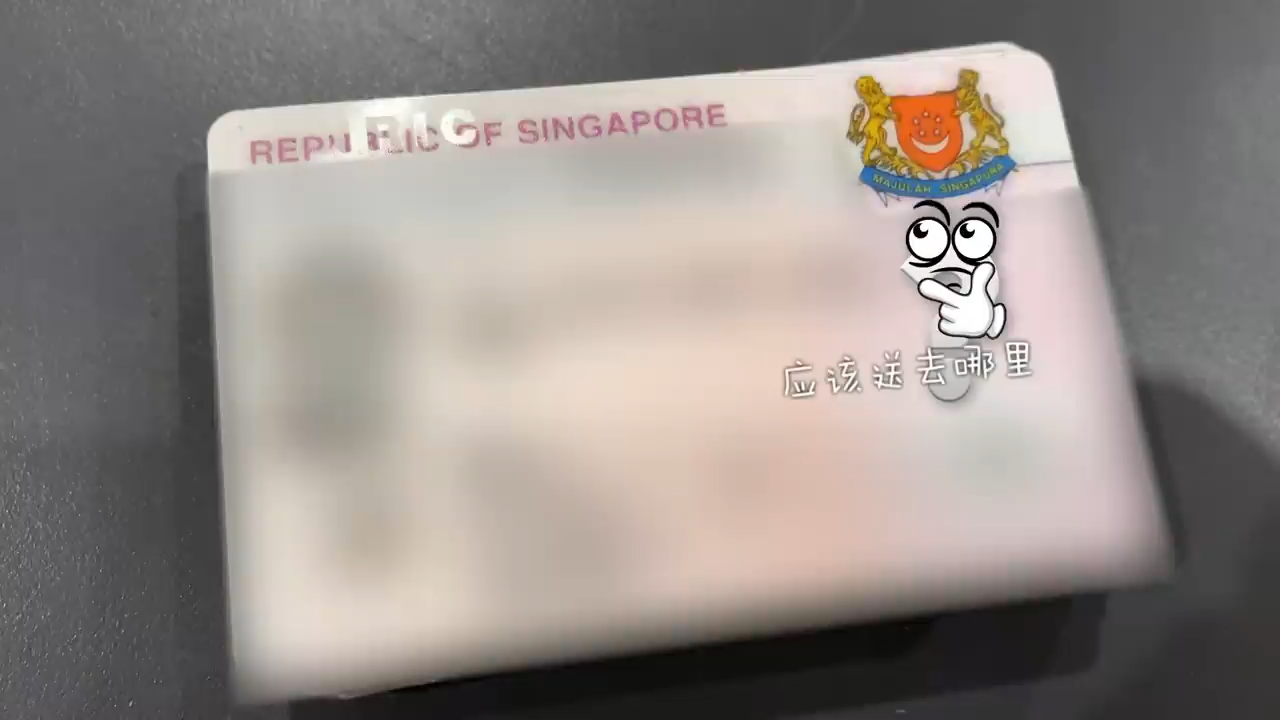 REPUBLIC OF SINGAPORE
MAJULAH SINGAPURA
应该送去哪里